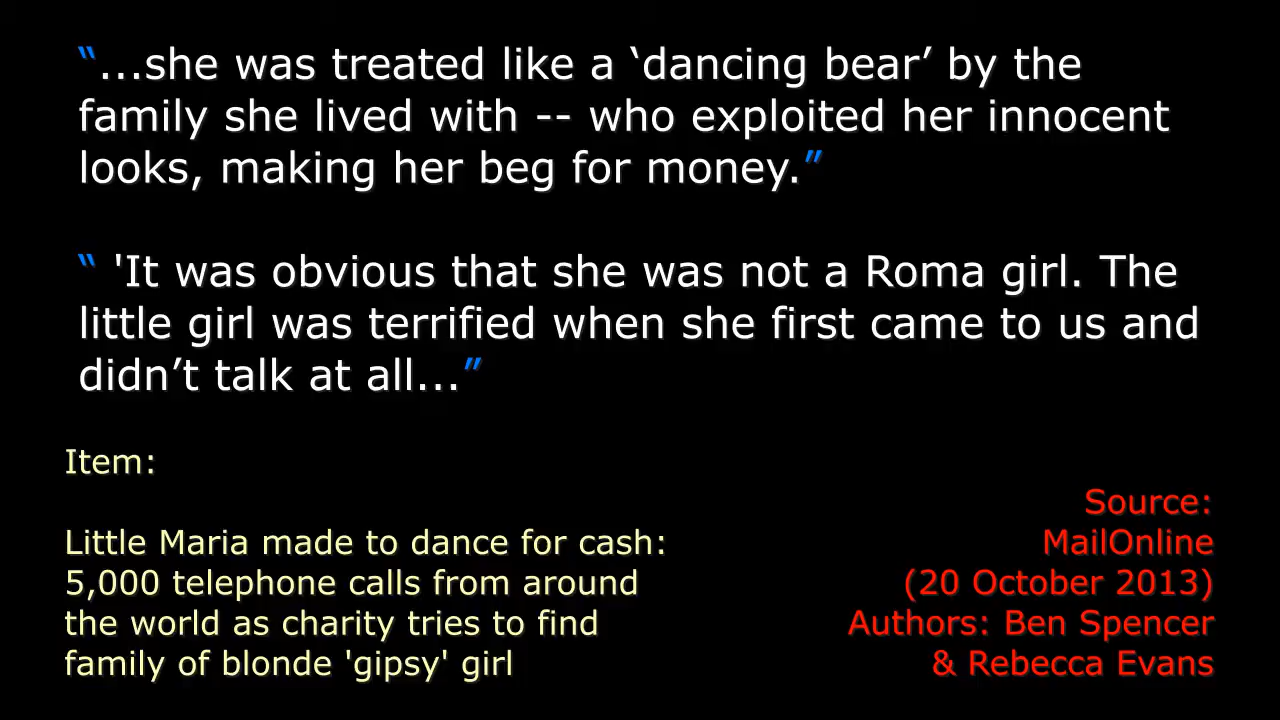 “...she was treated like a ‘dancing bear’ by the
family she lived with -- who exploited her innocent
looks, making her beg for money.”
“ 'It was obvious that she was not a Roma girl. The
little girl was terrified when she first came to us and
didn’t talk at all...”
Item:
Little Maria made to dance for cash:
5,000 telephone calls from around
the world as charity tries to find
family of blonde 'gipsy' girl
Source:
MailOnline
(20 October 2013)
Authors: Ben Spencer
& Rebecca Evans